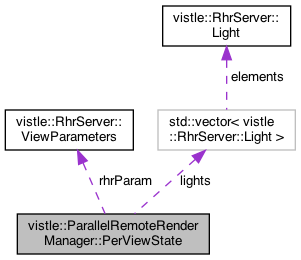 vistle::RhrServer::
Light
elements
vistle::RhrServer::
ViewParameters
std::vector< vistle
::RhrServer::Light >
rhrParam
lights
vistle::ParallelRemoteRender
Manager::PerViewState